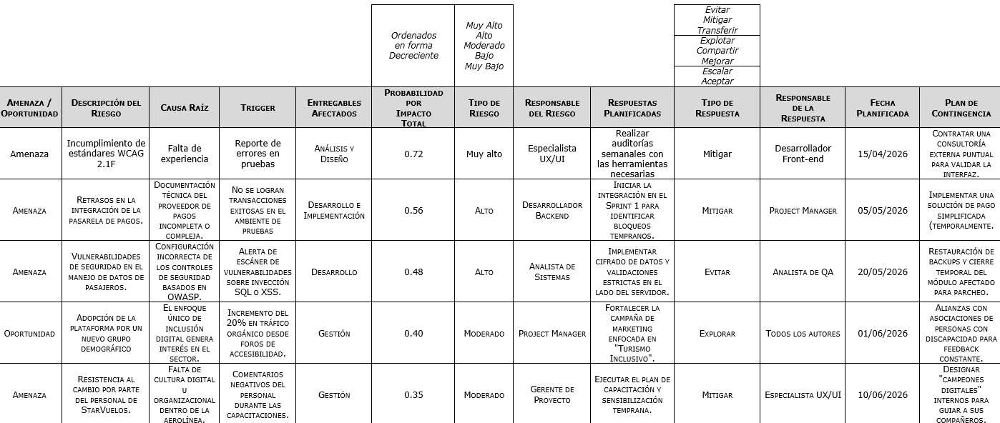 Ordenados
en forma
Decreciente
Muy Alto
Alto
Moderado
Bajo
Muy Bajo
Evitar
Mitigar
Transferir
Explotar
Compartir
Mejorar
Escalar
Aceptar
AMENAZA /
OPORTUNIDAD
DESCRIPCIÓN DEL
RIESGO
CAUSA RAÍZ
TRIGGER
ENTREGABLES
AFECTADOS
PROBABILIDAD
POR
IMPACTO
TOTAL
TIPO DE
RIESGO
RESPONSABLE
DEL RIESGO
RESPUESTAS
PLANIFICADAS
TIPO DE
RESPUESTA
RESPONSABLE
DE LA
RESPUESTA
FECHA
PLANIFICADA
PLAN DE
CONTINGENCIA
Amenaza
Incumplimiento de
estándares WCAG
2.1F
Falta de
experiencia
Reporte de
errores en
pruebas
ANÁLISIS Y
DISEÑO
0.72
Muy alto
Especialista
UX/UI
Realizar
auditorías
semanales con
las herramientas
necesarias
Mitigar
Desarrollador
Front-end
15/04/2026
CONTRATAR UNA
CONSULTORÍA
EXTERNA PUNTUAL
PARA VALIDAR LA
INTERFAZ.
AMENAZA
RETRASOS EN LA
INTEGRACIÓN DE LA
PASARELA DE PAGOS.
DOCUMENTACIÓN
TÉCNICA DEL
PROVEEDOR DE
PAGOS
INCOMPLETA O
COMPLEJA.
NO SE LOGRAN
TRANSACCIONES
EXITOSAS EN EL
AMBIENTE DE
PRUEBAS
DESARROLLO E
IMPLEMENTACIÓN
0.56
ALTO
DESARROLLADOR
BACKEND
INICIAR LA
INTEGRACIÓN EN EL
SPRINT 1 PARA
IDENTIFICAR
BLOQUEOS
TEMPRANOS.
MITIGAR
PROJECT MANAGER
05/05/2026
IMPLEMENTAR UNA
SOLUCIÓN DE PAGO
SIMPLIFICADA
(TEMPORALMENTE.
AMENAZA
VULNERABILIDADES
DE SEGURIDAD EN EL
MANEJO DE DATOS DE
PASAJEROS.
CONFIGURACIÓN
INCORRECTA DE
LOS CONTROLES
DE SEGURIDAD
BASADOS EN
OWASP.
ALERTA DE
ESCÁNER DE
VULNERABILIDADES
SOBRE INYECCIÓN
SQL O XSS.
DESARROLLO
0.48
ALTO
ANALISTA DE
SISTEMAS
IMPLEMENTAR
CIFRADO DE DATOS Y
VALIDACIONES
ESTRICTAS EN EL
LADO DEL SERVIDOR.
EVITAR
ANALISTA DE QA
20/05/2026
RESTAURACIÓN DE
BACKUPS Y CIERRE
TEMPORAL DEL
MÓDULO AFECTADO
PARA PARCHEO.
OPORTUNIDAD
ADOPCIÓN DE LA
PLATAFORMA POR UN
NUEVO GRUPO
DEMOGRÁFICO
EL ENFOQUE
ÚNICO DE
INCLUSIÓN
DIGITAL GENERA
INTERÉS EN EL
SECTOR.
INCREMENTO DEL
20% EN TRÁFICO
ORGÁNICO DESDE
FOROS DE
ACCESIBILIDAD.
GESTIÓN
0.40
MODERADO
PROJECT MANAGER
FORTALECER LA
CAMPAÑA DE
MARKETING
ENFOCADA EN
"TURISMO
INCLUSIVO".
EXPLORAR
TODOS LOS AUTORES
01/06/2026
ALIANZAS CON
ASOCIACIONES DE
PERSONAS CON
DISCAPACIDAD PARA
FEEDBACK
CONSTANTE.
AMENAZA
RESISTENCIA AL
CAMBIO POR PARTE
DEL PERSONAL DE
STARVUELOS.
FALTA DE
CULTURA DIGITAL
U
ORGANIZACIONAL
DENTRO DE LA
AEROLÍNEA.
COMENTARIOS
NEGATIVOS DEL
PERSONAL
DURANTE LAS
CAPACITACIONES.
GESTIÓN
0.35
MODERADO
GERENTE DE
PROYECTO
EJECUTAR EL PLAN DE
CAPACITACIÓN Y
SENSIBILIZACIÓN
TEMPRANA.
MITIGAR
ESPECIALISTA UX/UI
10/06/2026
DESIGNAR
"CAMPEONES
DIGITALES"
INTERNOS PARA
GUIAR A SUS
COMPAÑEROS.